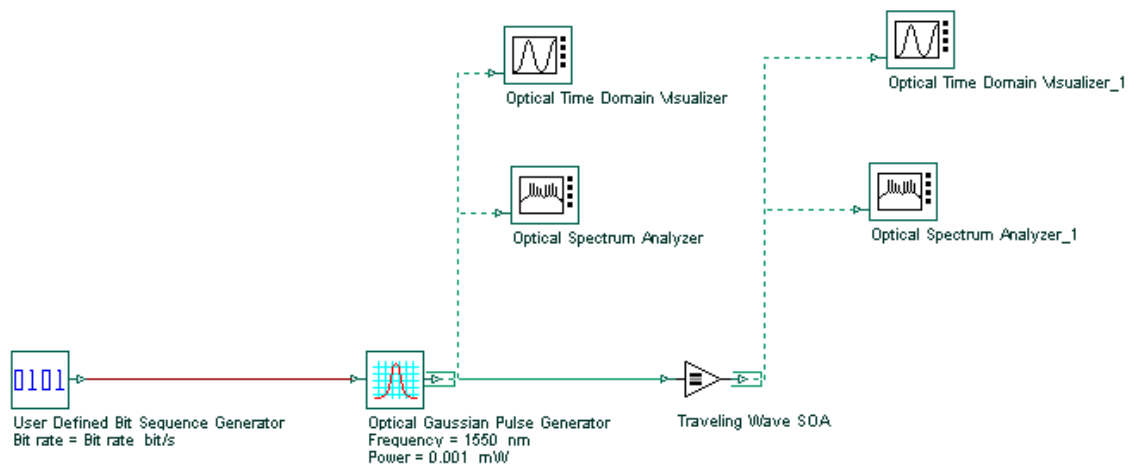 Optical Time Domain Visualizer
Optical Time Domain Visualizer_1
Optical Spectrum Analyzer
Optical Spectrum Analyzer_1
0101
User Defined Bit Sequence Generator
Bit rate = Bit rate bit/s
Optical Gaussian Pulse Generator
Frequency = 1550 nm
Power = 0.001 mW
Traveling Wave SOA